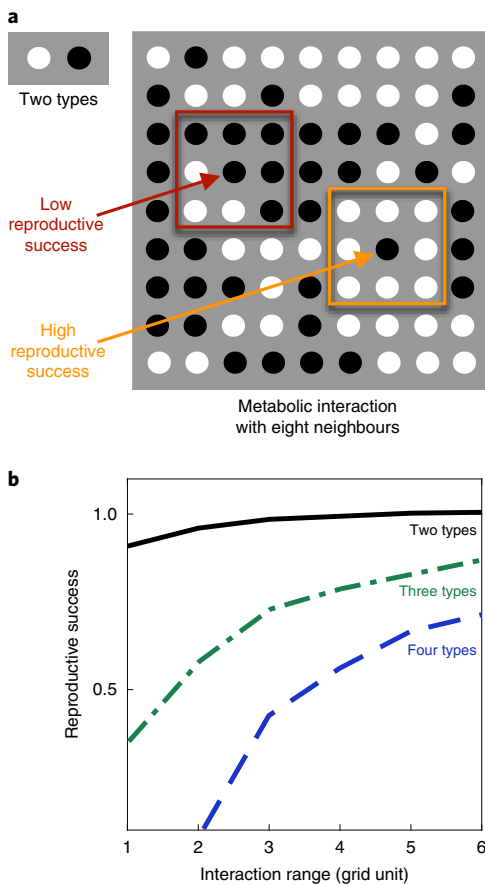 a
Two types
Low
reproductive
success
High
reproductive
success
Metabolic interaction
with eight neighbours
b
1.0
0.5
Reproductive success
Two types
Three types
Four types
1 2 3 4 5 6
Interaction range (grid unit)